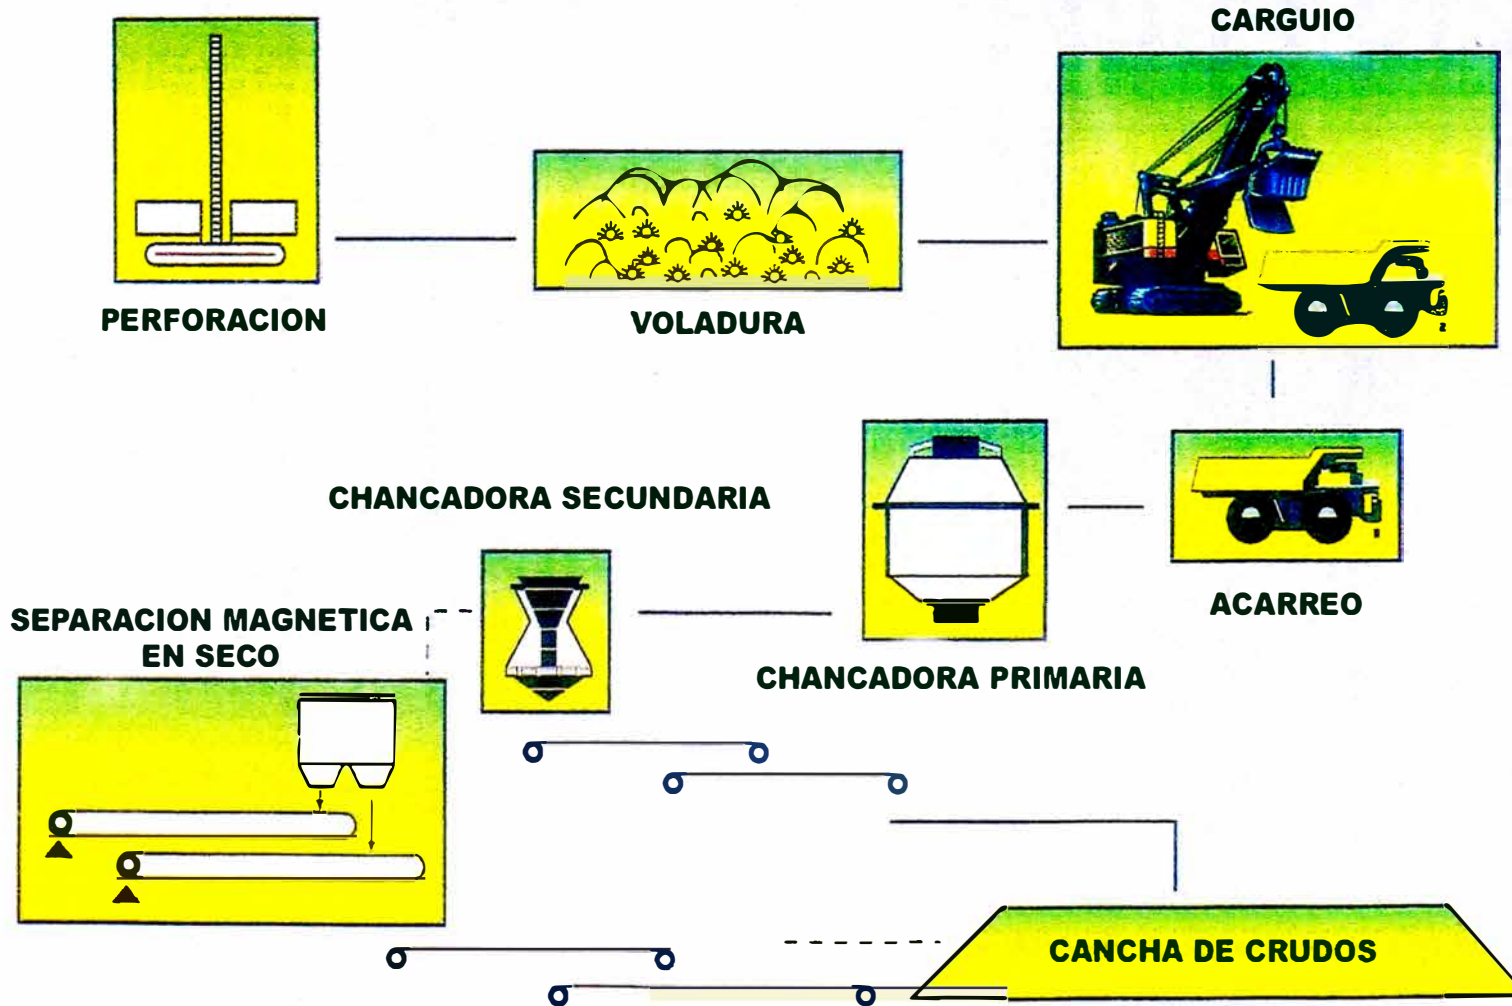 CARGUIO
PERFORACION
VOLADURA
CHANCADORA SECUNDARIA
ACARREO
SEPARACION MAGNETICA
EN SECO
CHANCADORA PRIMARIA
CANCHA DE CRUDOS